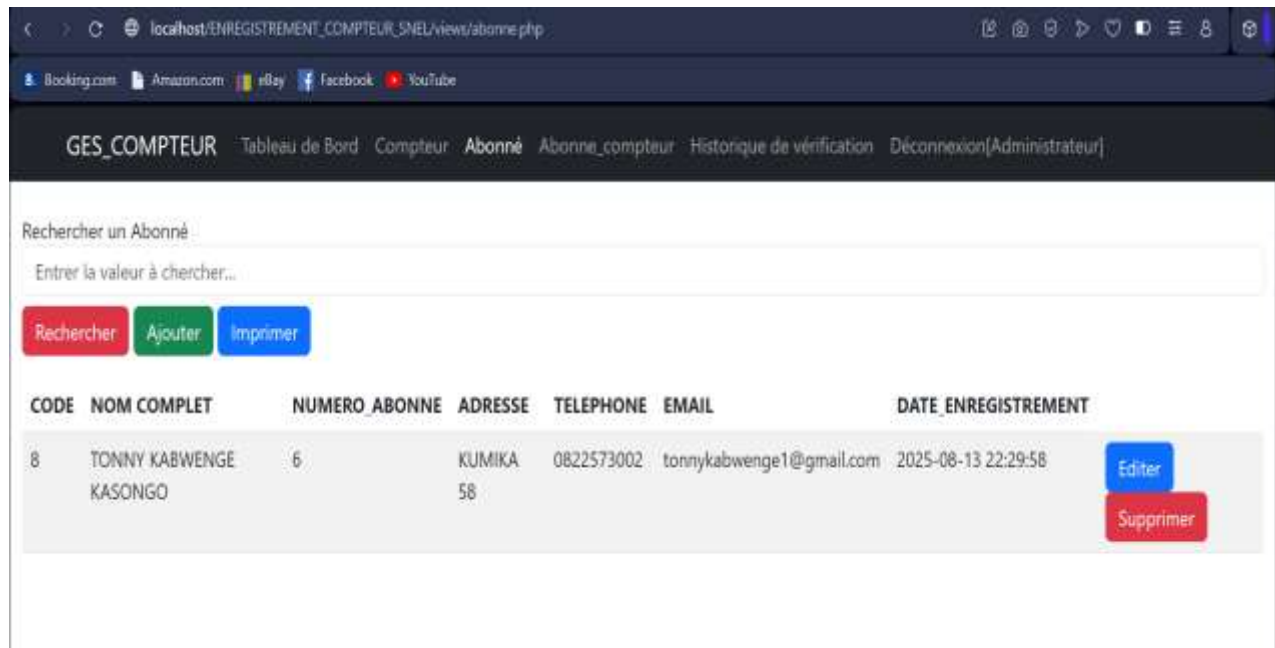 localhost/ENREGISTREMENT_COMPTEUR_SNEL/views/abonne.php
Booking.com Amazon.com eBay Facebook YouTube
GES_COMPTEUR Tableau de Bord Compteur Abonné Abonne_compteur Historique de vérification Déconnexion[Administrateur]
Rechercher un Abonné
Entrer la valeur à chercher...
Rechercher Ajouter Imprimer
CODE NOM COMPLET NUMERO_ABONNE ADRESSE TELEPHONE EMAIL DATE_ENREGISTREMENT
8 TONNY KABWENGE 6 KUMIKA 0822573002 tonnykabwenge1@gmail.com 2025-08-13 22:29:58 Editer
KASONGO 58
Supprimer